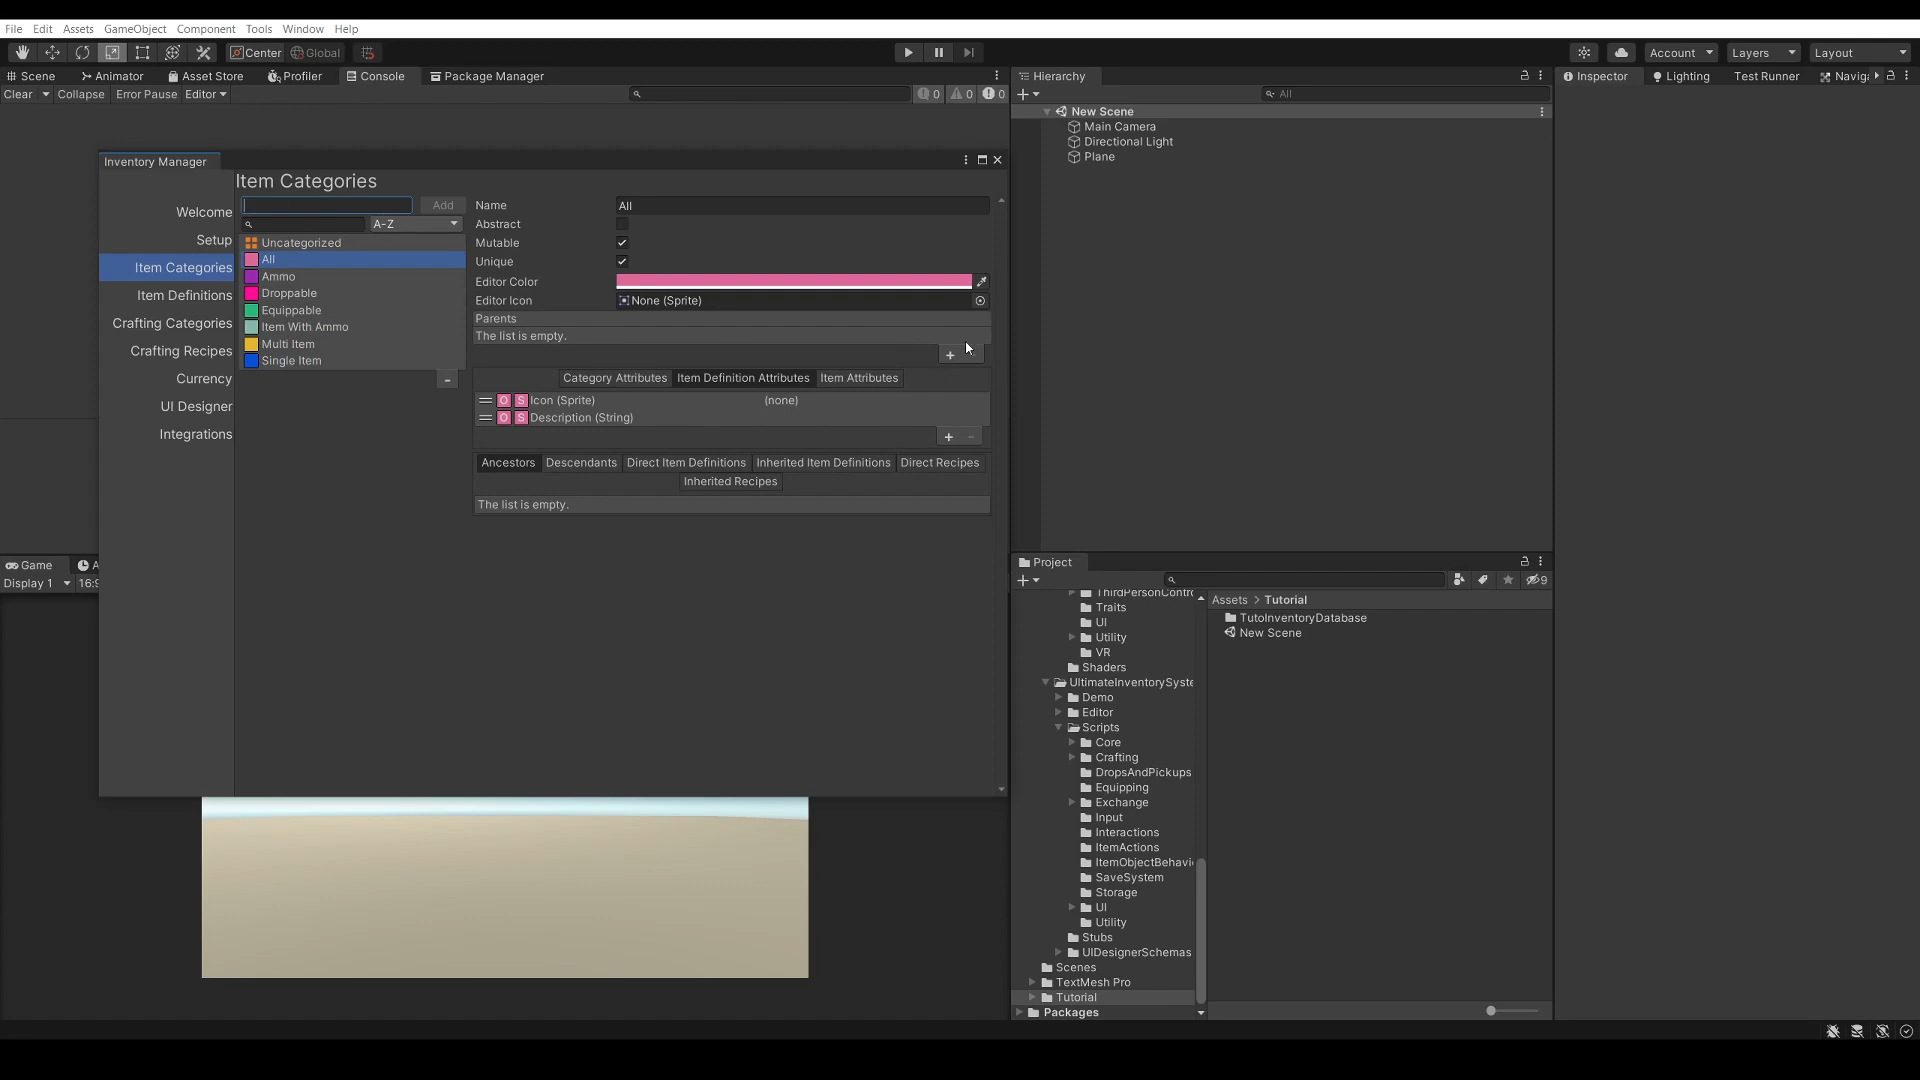 File Edit Assets GameObject Component Tools Window Help
Center Global Account Layers Layout
Scene Animator Asset Store Profiler Console Package Manager
Clear Collapse Error Pause Editor 0 0 0
Hierarchy
All
New Scene
Main Camera
Directional Light
Plane
Inspector Lighting Test Runner
Inventory Manager
Welcome
Setup
Item Categories
Item Definitions
Crafting Categories
Crafting Recipes
Currency
UI Designer
Integrations
Item Categories
Add
A-Z
Uncategorized
All
Ammo
Droppable
Equippable
Item With Ammo
Multi Item
Single Item
Name All
Abstract
Mutable
Unique
Editor Color
Editor Icon None (Sprite)
Parents
The list is empty.
Category Attributes Item Definition Attributes Item Attributes
O S Icon (Sprite) (none)
O S Description (String)
Ancestors Descendants Direct Item Definitions Inherited Item Definitions Direct Recipes
Inherited Recipes
The list is empty.
Game
Display 1 16:9
Project
9
Traits
UI
Utility
VR
Shaders
UltimateInventorySyste
Demo
Editor
Scripts
Core
Crafting
DropsAndPickups
Equipping
Exchange
Input
Interactions
ItemActions
ItemObjectBehavi
SaveSystem
Storage
UI
Utility
Stubs
UIDesignerSchemas
Scenes
TextMesh Pro
Tutorial
Packages
Assets > Tutorial
TutoInventoryDatabase
New Scene